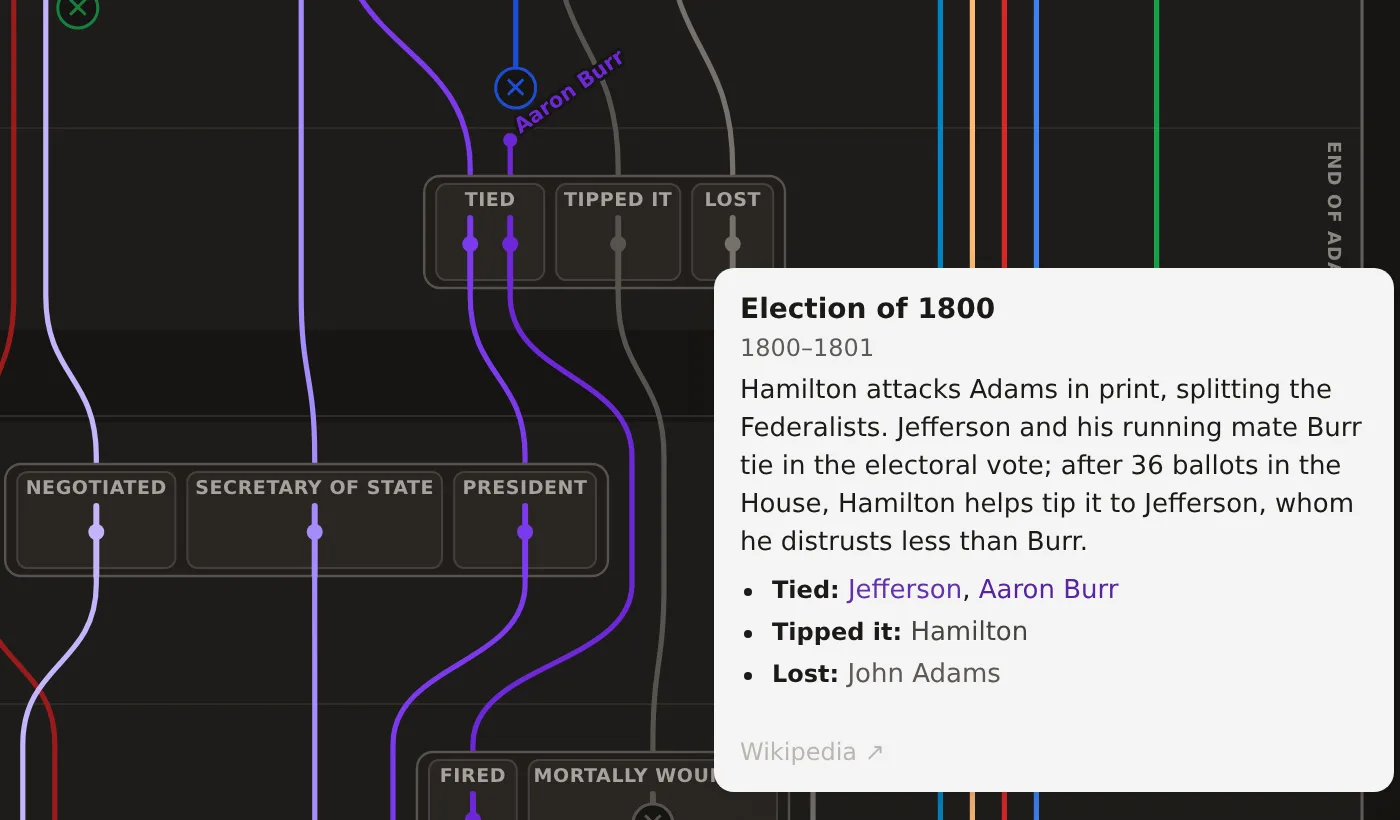 Aaron Burr
TIED
TIPPED IT
LOST
END OF ADA
Election of 1800
1800–1801
Hamilton attacks Adams in print, splitting the
Federalists. Jefferson and his running mate Burr
tie in the electoral vote; after 36 ballots in the
House, Hamilton helps tip it to Jefferson, whom
he distrusts less than Burr.
• Tied: Jefferson, Aaron Burr
• Tipped it: Hamilton
• Lost: John Adams
Wikipedia ↗
NEGOTIATED
SECRETARY OF STATE
PRESIDENT
FIRED
MORTALLY WOU